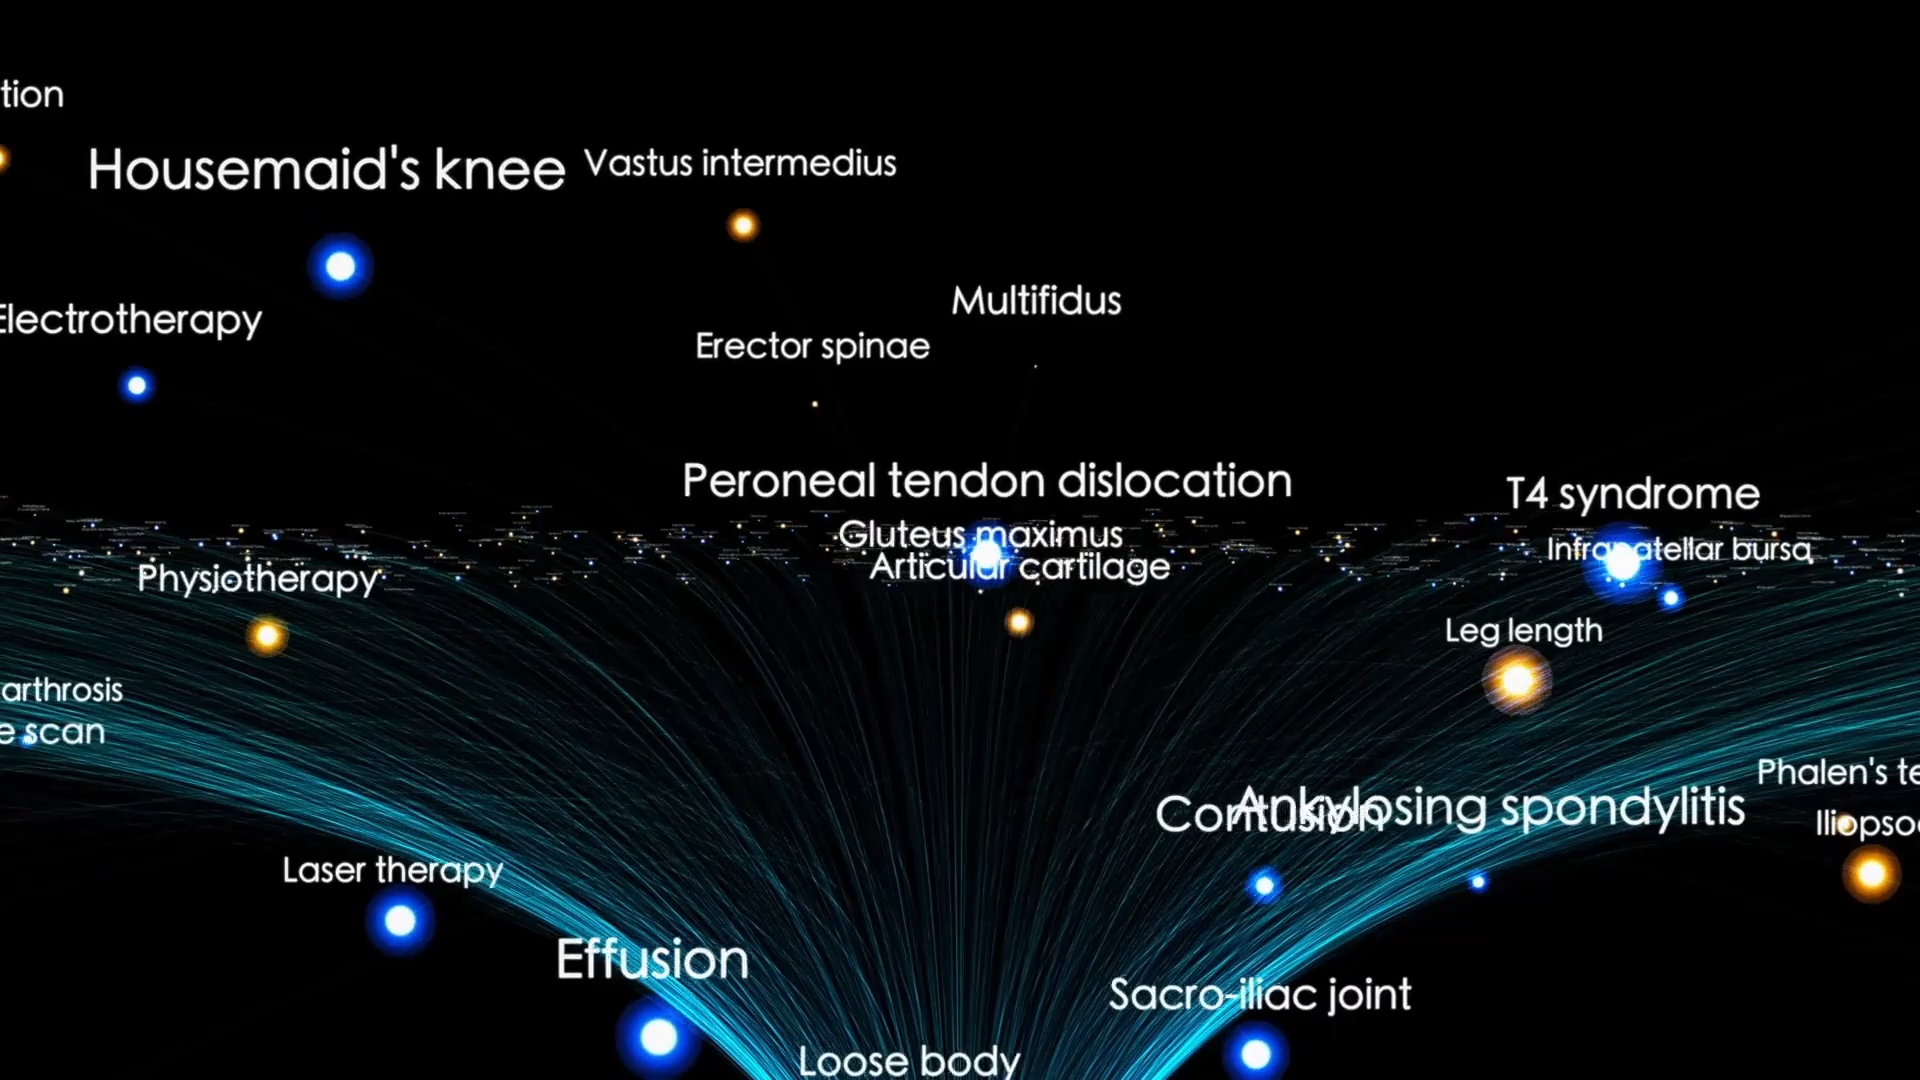 tion
Housemaid's knee
Vastus intermedius
Electrotherapy
Multifidus
Erector spinae
Peroneal tendon dislocation
T4 syndrome
Gluteus maximus
Infrapatellar bursa
Articular cartilage
Physiotherapy
Leg length
arthrosis
e scan
Phalen's te
Contusion
Ankylosing spondylitis
Iliopso
Laser therapy
Effusion
Sacro-iliac joint
Loose body